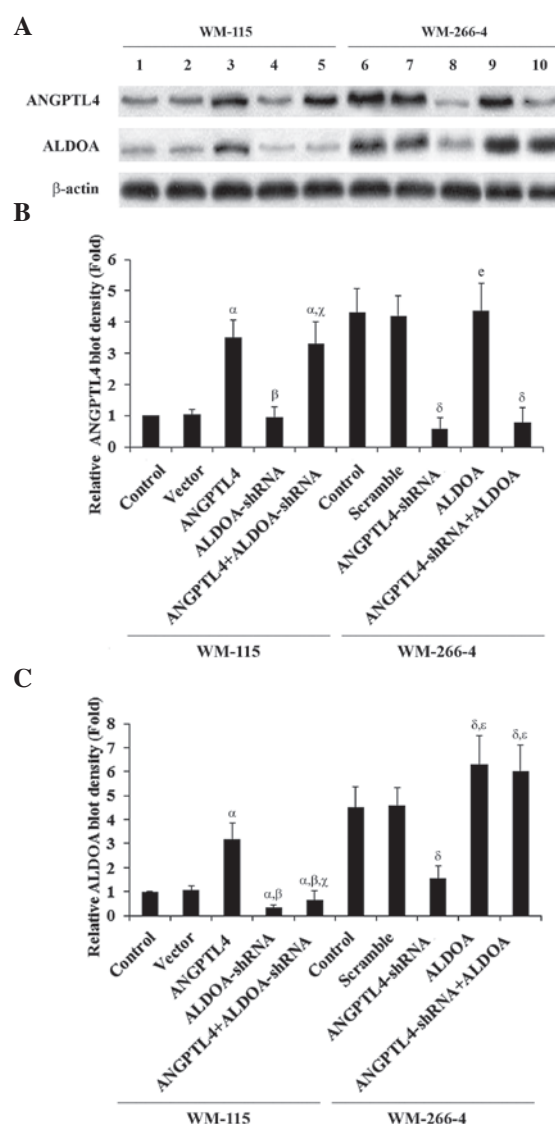 A
WM-115 WM-266-4
1 2 3 4 5 6 7 8 9 10
ANGPTL4
ALDOA
β-actin
B
Relative ANGPTL4 blot density (Fold)
6
5
4
3
2
1
0
α
β
α,χ
δ
e
δ
Control
Vector
ANGPTL4
ALDOA-shRNA
ANGPTL4+ALDOA-shRNA
Control
Scramble
ANGPTL4-shRNA
ALDOA
ANGPTL4-shRNA+ALDOA
WM-115 WM-266-4
C
Relative ALDOA blot density (Fold)
8
7
6
5
4
3
2
1
0
α
α,β
α,β,χ
δ
δ,ε
δ,ε
Control
Vector
ANGPTL4
ALDOA-shRNA
ANGPTL4+ALDOA-shRNA
Control
Scramble
ANGPTL4-shRNA
ALDOA
ANGPTL4-shRNA+ALDOA
WM-115 WM-266-4